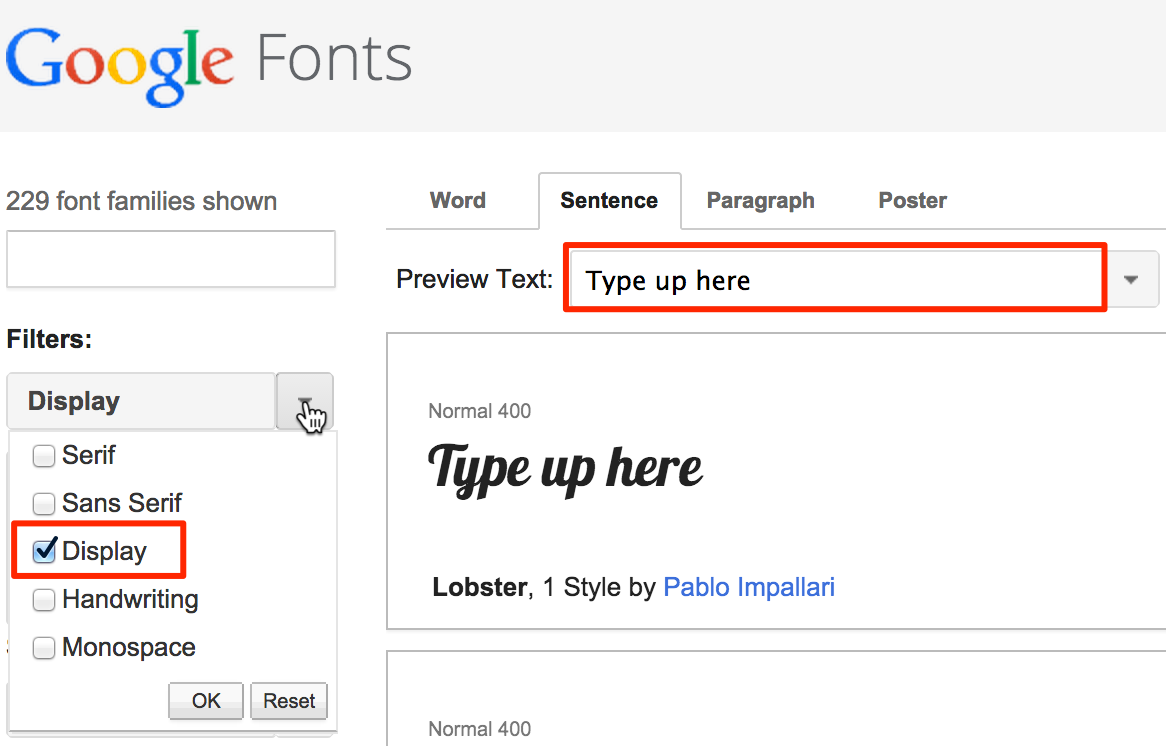 Google Fonts
229 font families shown
Word Sentence Paragraph Poster
Preview Text: Type up here
Filters:
Display
Serif
Sans Serif
Display
Handwriting
Monospace
OK Reset
Normal 400
Type up here
Lobster, 1 Style by Pablo Impallari
Normal 400